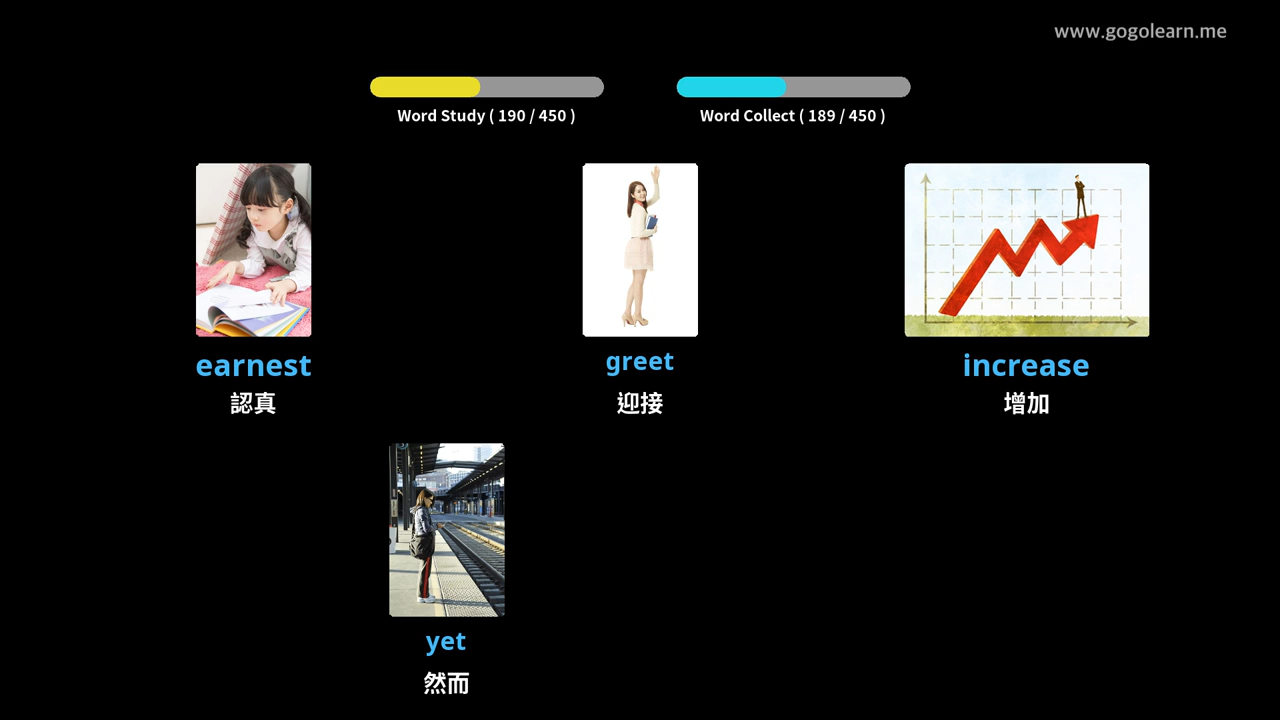 www.gogolearn.me
Word Study ( 190 / 450 )
Word Collect ( 189 / 450 )
earnest
認真
greet
迎接
increase
增加
yet
然而